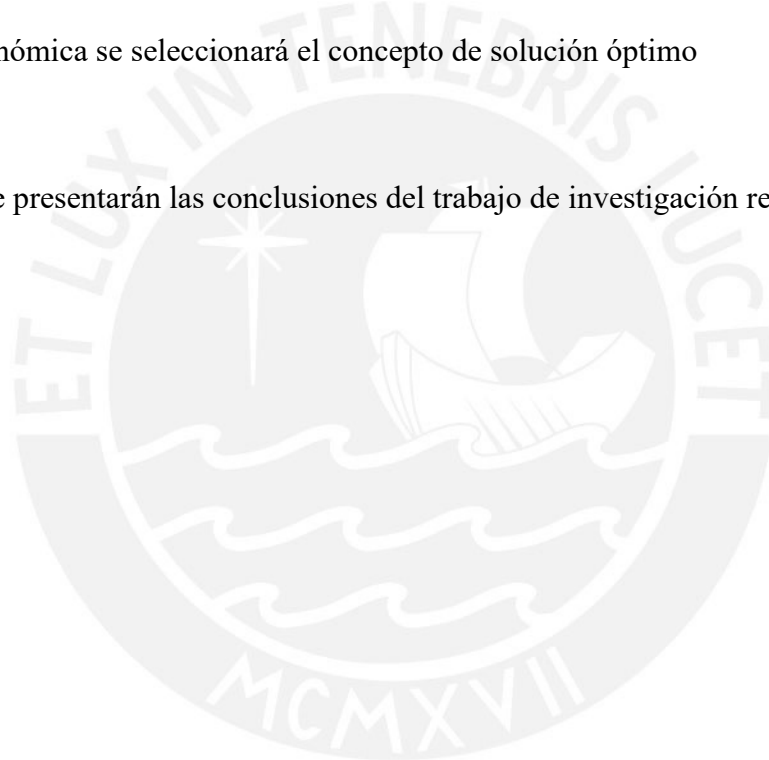 nómica se seleccionará el concepto de solución óptimo
e presentarán las conclusiones del trabajo de investigación re
ET LUX IN TENEBRIS LUCET
MCMXVII